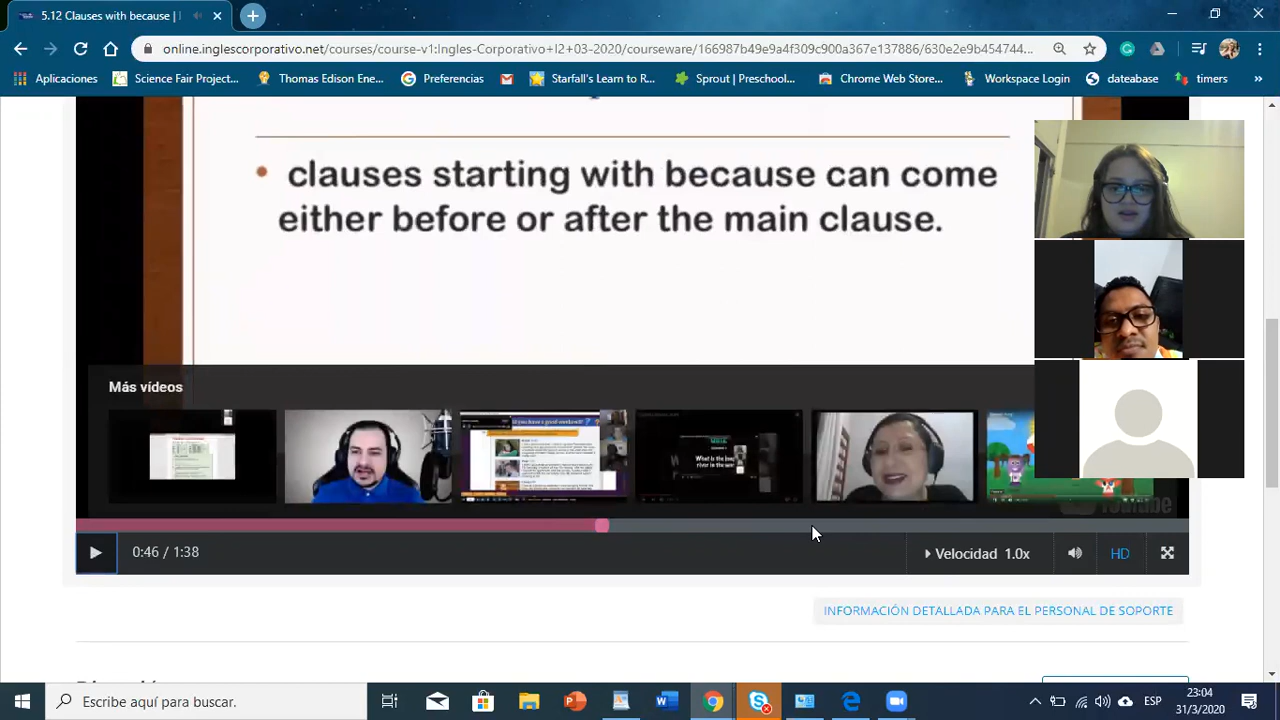 5.12 Clauses with because |
online.inglescorporativo.net/courses/course-v1:Ingles-Corporativo+I2+03-2020/courseware/166987b49e9a4f309c900a367e137886/630e2e9b454744...
Aplicaciones
Science Fair Project...
Thomas Edison Ene...
Preferencias
Starfall's Learn to R...
Sprout | Preschool...
Chrome Web Store...
Workspace Login
dateabase
timers
• clauses starting with because can come
either before or after the main clause.
Más vídeos
YouTube
0:46 / 1:38
Velocidad 1.0x
HD
INFORMACIÓN DETALLADA PARA EL PERSONAL DE SOPORTE
Escribe aquí para buscar.
ESP
23:04
31/3/2020